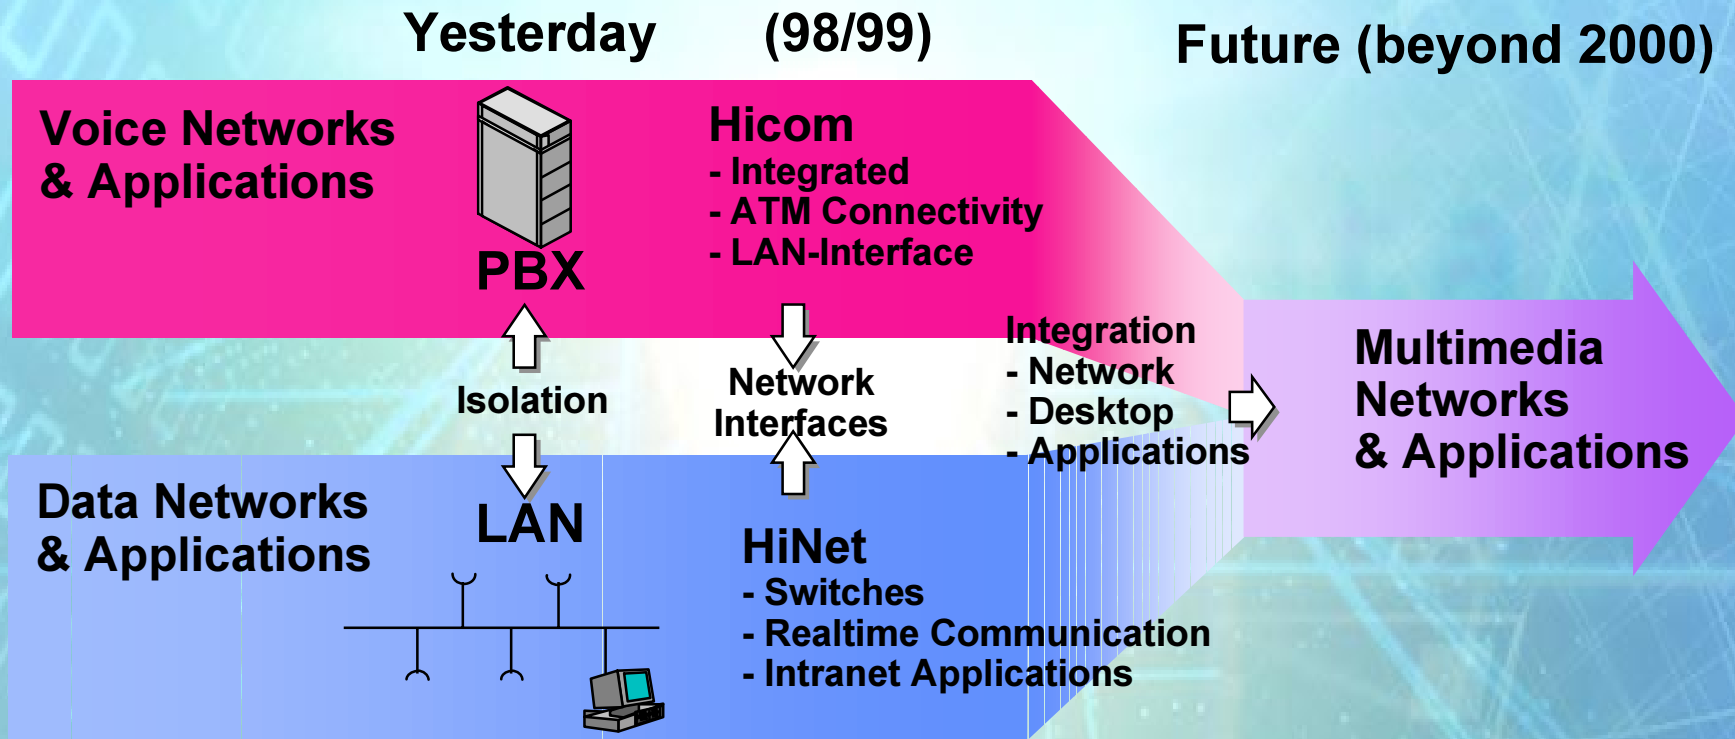 Yesterday (98/99)
Future (beyond 2000)
Voice Networks
& Applications
PBX
Hicom
- Integrated
- ATM Connectivity
- LAN-Interface
Isolation
Network
Interfaces
Integration
- Network
- Desktop
- Applications
Multimedia
Networks
& Applications
Data Networks
& Applications
LAN
HiNet
- Switches
- Realtime Communication
- Intranet Applications